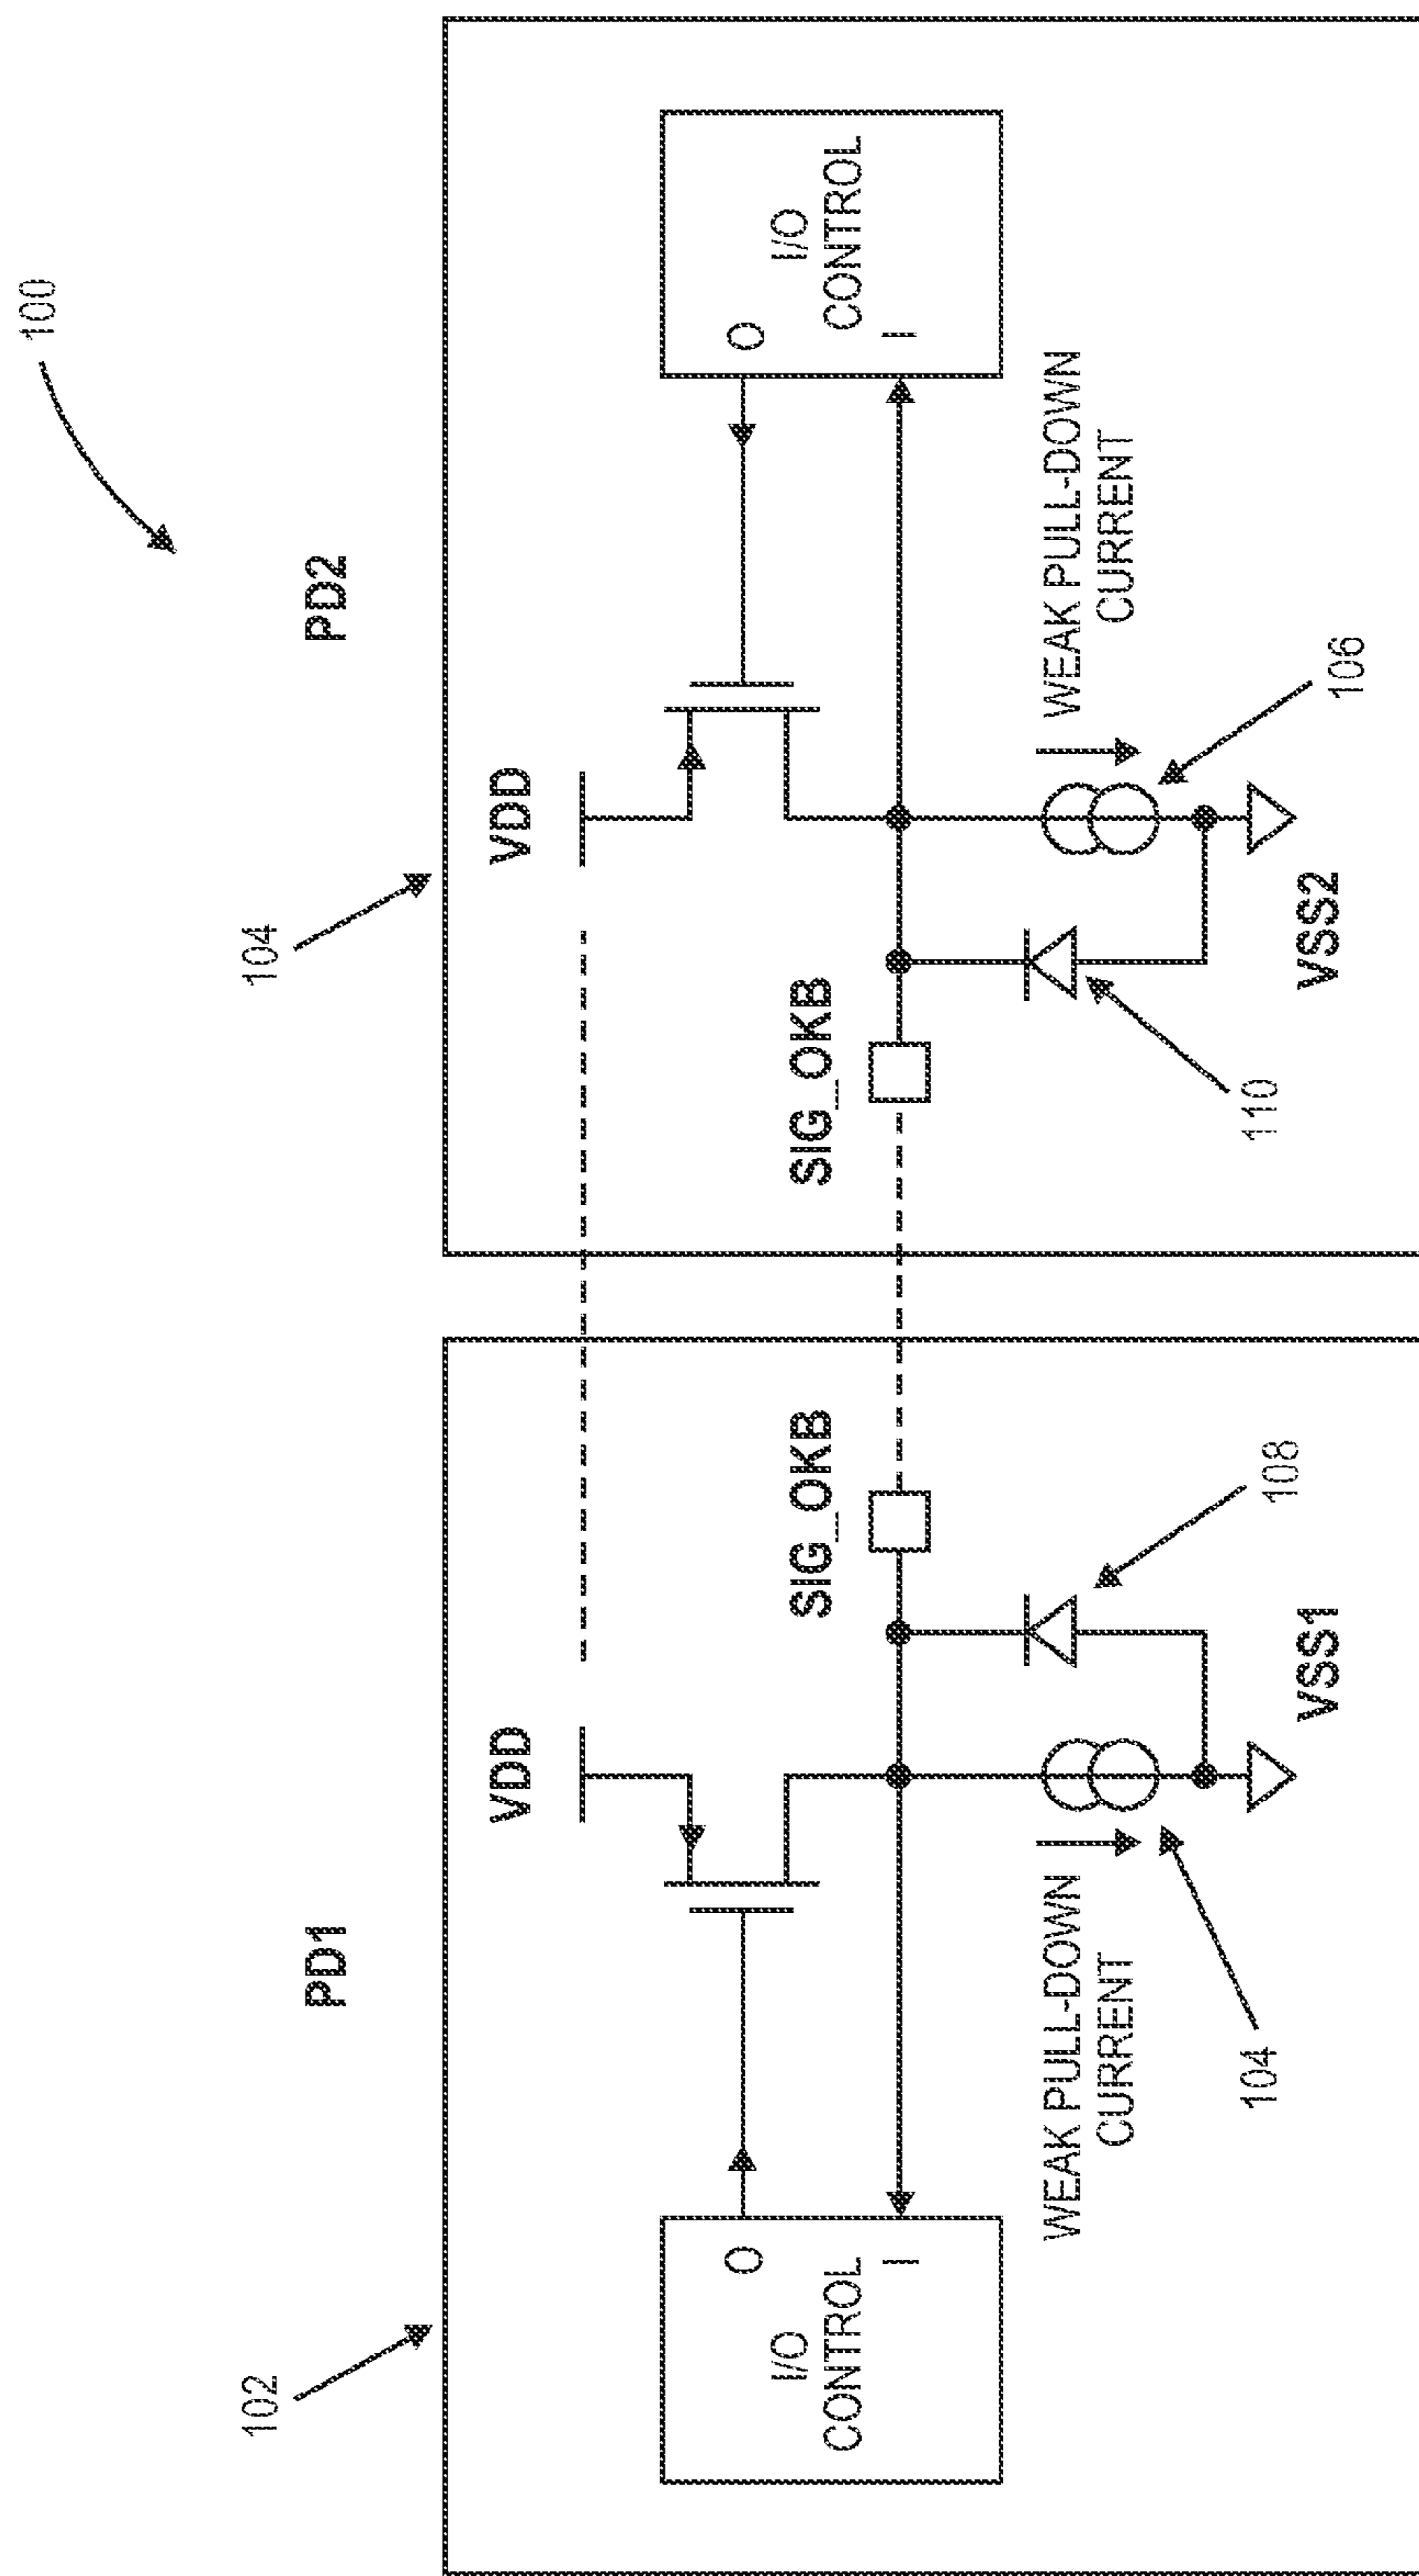 100
PD1
PD2
102
104
VDD
VDD
I/O
CONTROL
O
I
SIG_OKB
SIG_OKB
O
I
I/O
CONTROL
WEAK PULL-DOWN
CURRENT
104
108
VSS1
110
VSS2
WEAK PULL-DOWN
CURRENT
106